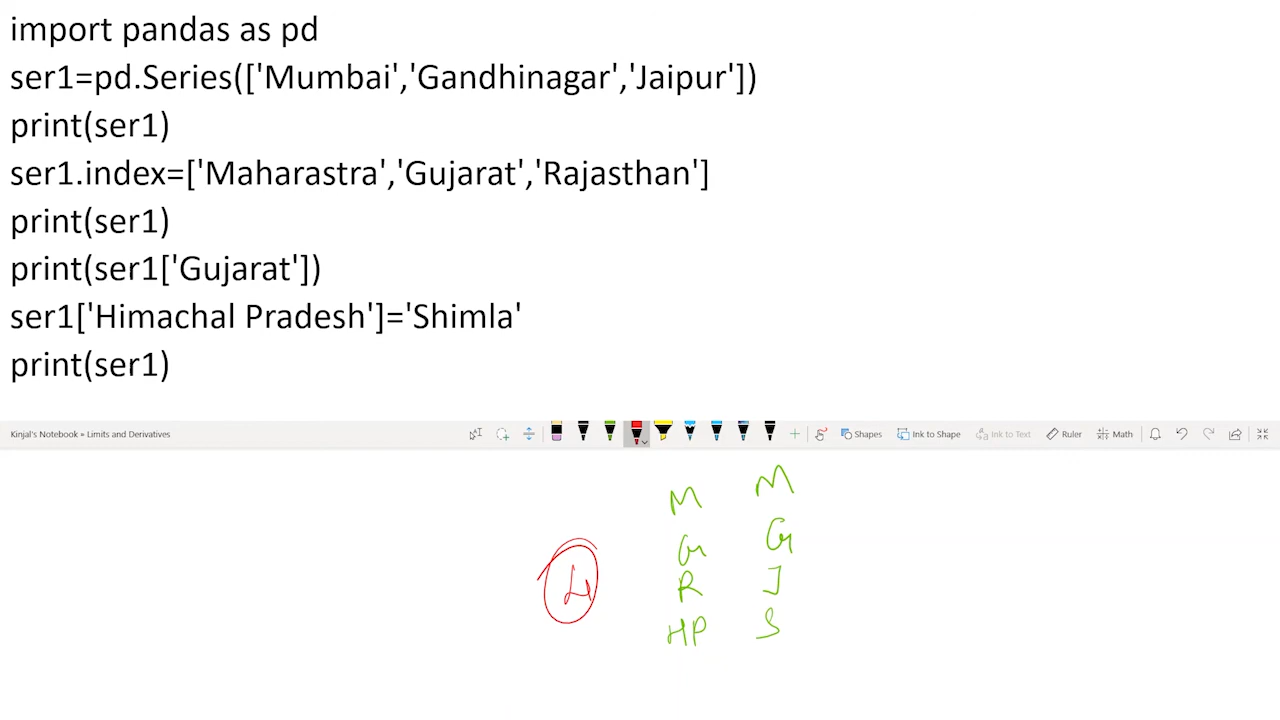 import pandas as pd
ser1=pd.Series(['Mumbai','Gandhinagar','Jaipur'])
print(ser1)
ser1.index=['Maharastra','Gujarat','Rajasthan']
print(ser1)
print(ser1['Gujarat'])
ser1['Himachal Pradesh']='Shimla'
print(ser1)
Kinjal's Notebook » Limits and Derivatives
Shapes Ink to Shape Ink to Text Ruler Math
M M
G G
R J
HP S
4